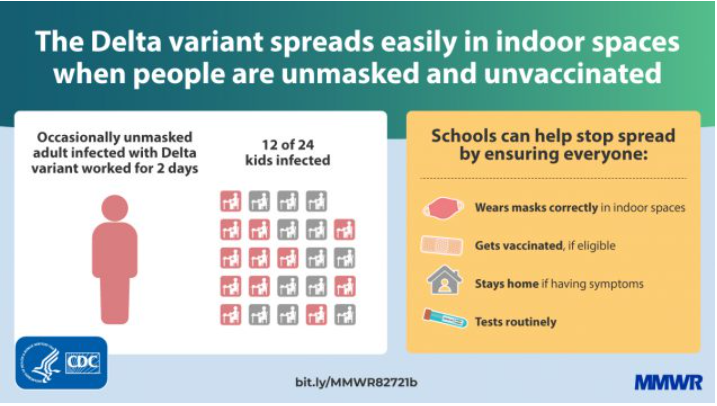 The Delta variant spreads easily in indoor spaces
when people are unmasked and unvaccinated
Occasionally unmasked
adult infected with Delta
variant worked for 2 days
12 of 24
kids infected
Schools can help stop spread
by ensuring everyone:
Wears masks correctly in indoor spaces
Gets vaccinated, if eligible
Stays home if having symptoms
Tests routinely
CDC
bit.ly/MMWR82721b
MMWR